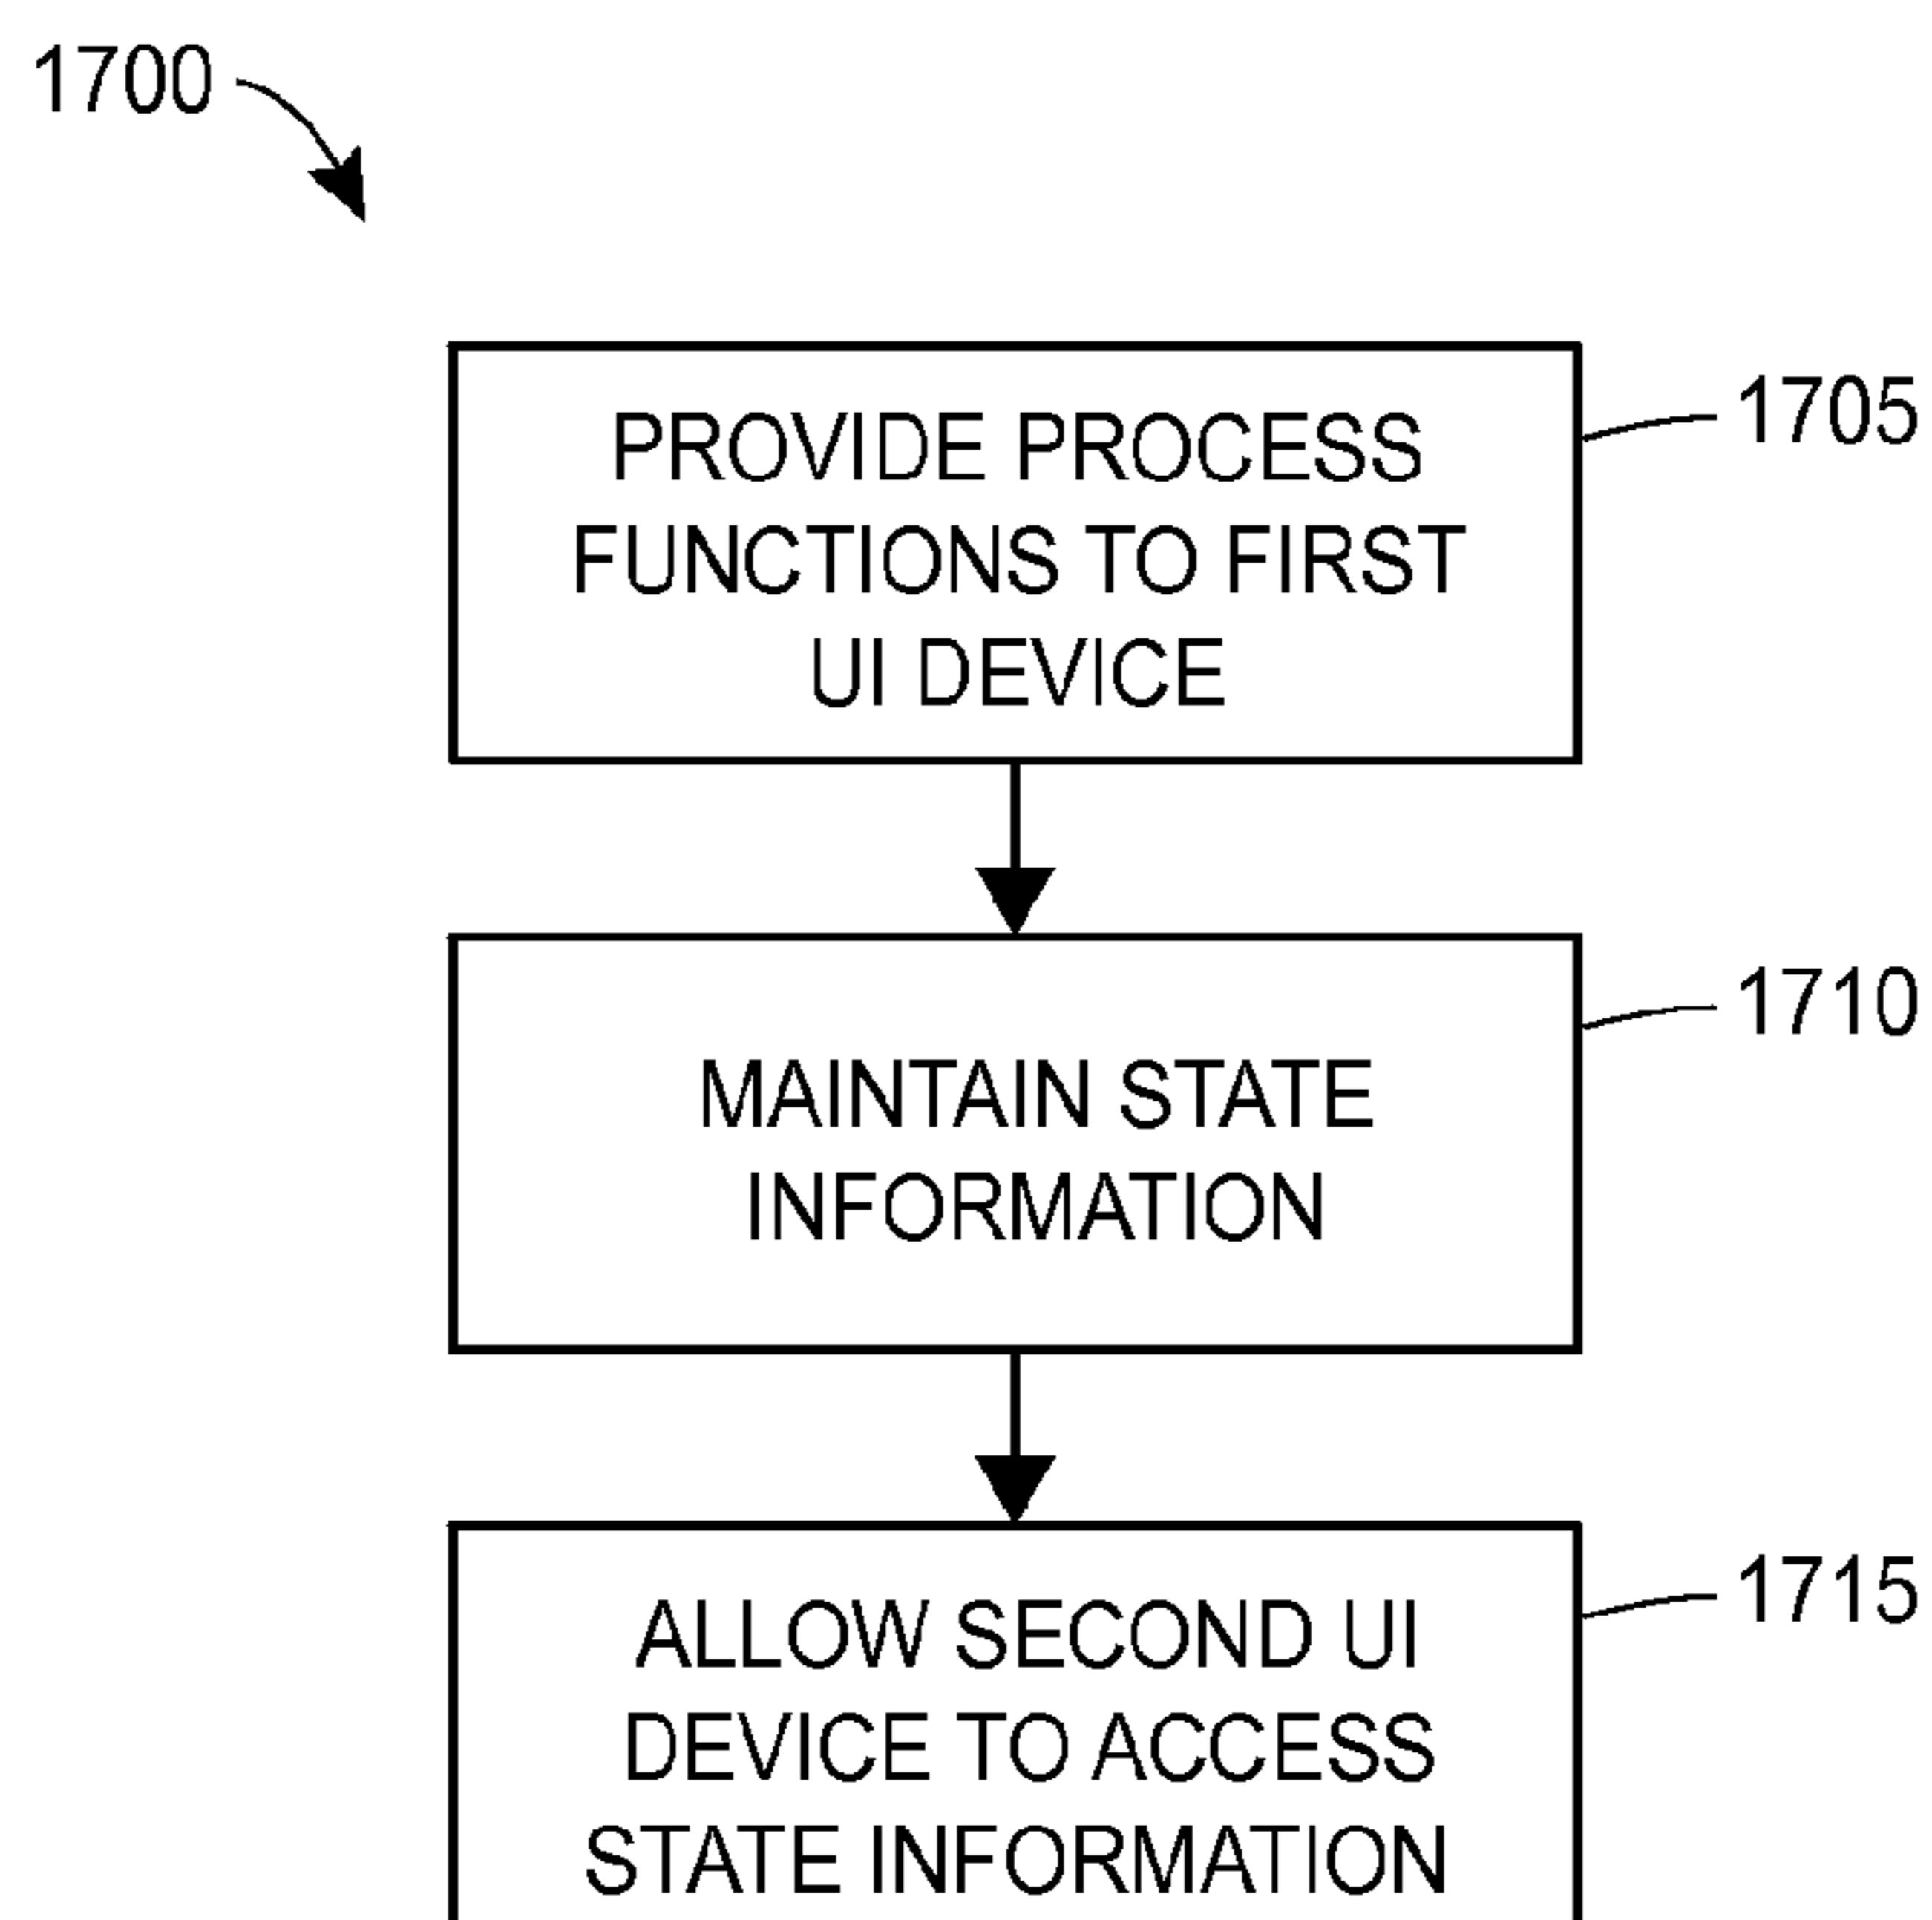 1700
PROVIDE PROCESS
FUNCTIONS TO FIRST
UI DEVICE
1705
MAINTAIN STATE
INFORMATION
1710
ALLOW SECOND UI
DEVICE TO ACCESS
STATE INFORMATION
1715